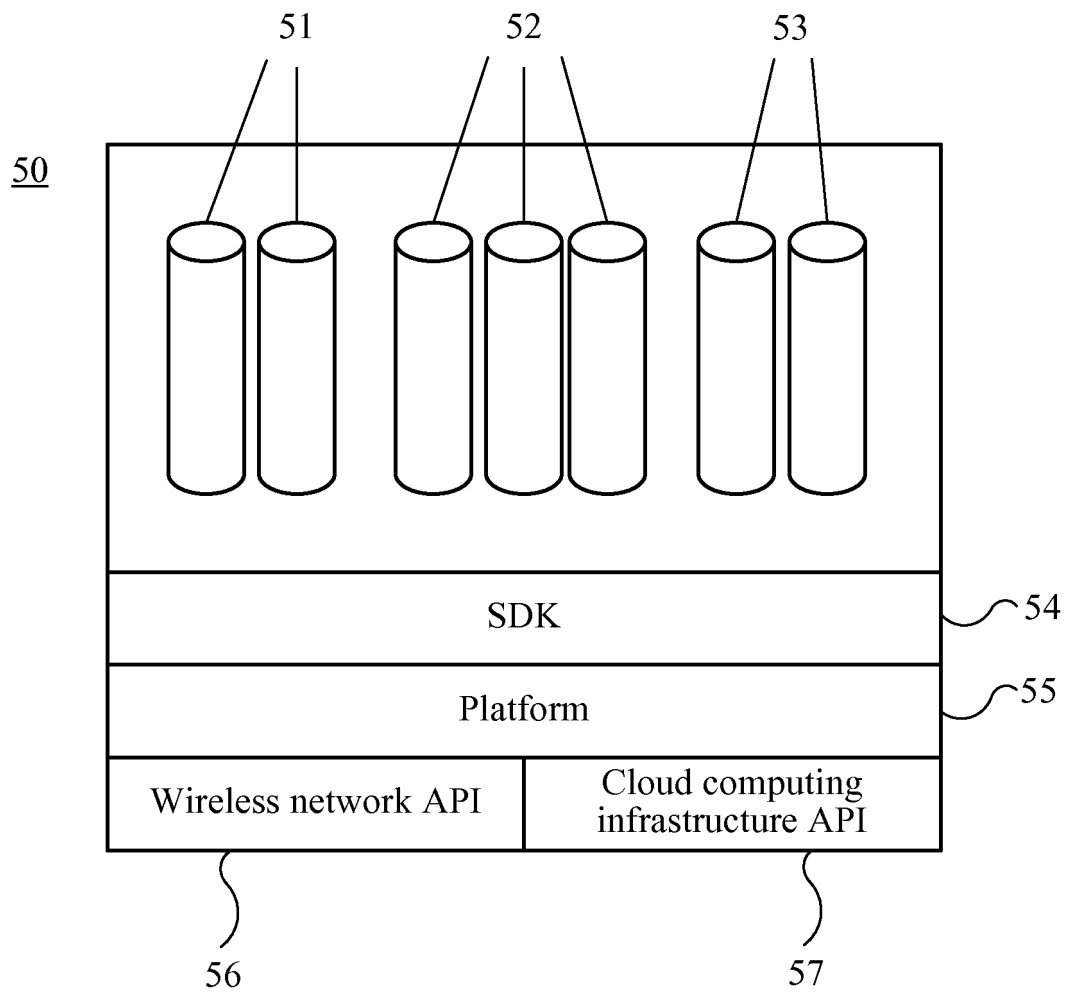 51
52
53
50
SDK
54
Platform
55
Wireless network API
Cloud computing
infrastructure API
56
57